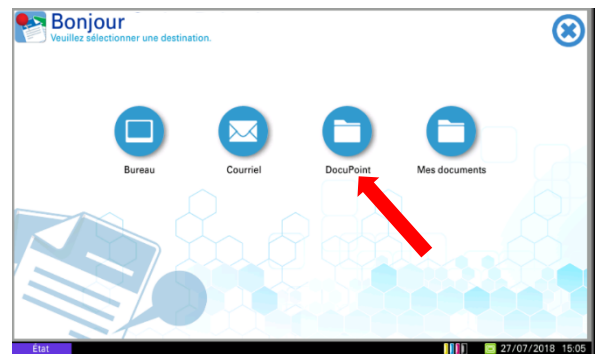 Bonjour
Veuillez sélectionner une destination.
Bureau
Courriel
DocuPoint
Mes documents
État
27/07/2018 15:05